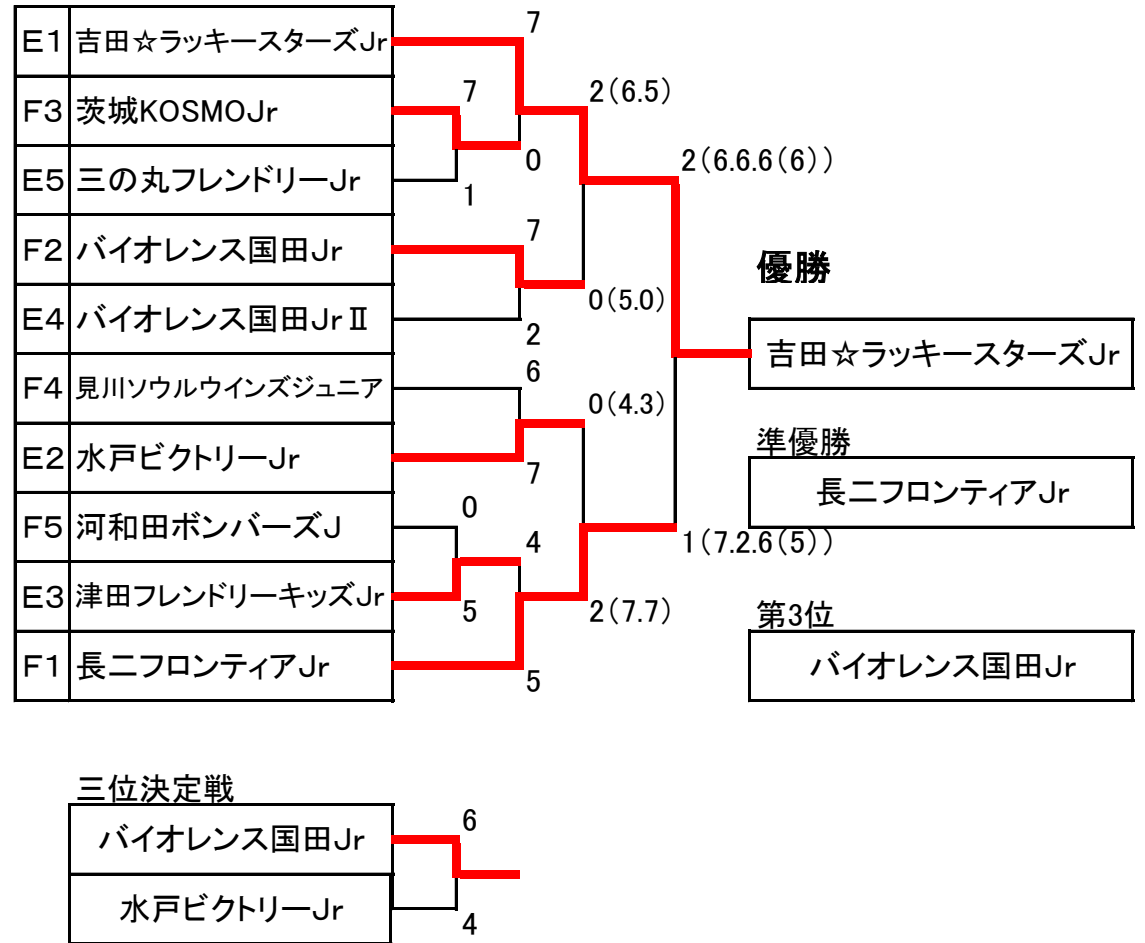 E1 吉田☆ラッキースターズJr
F3 茨城KOSMOJr
E5 三の丸フレンドリーJr
F2 バイオレンス国田Jr
E4 バイオレンス国田JrⅡ
F4 見川ソウルウインズジュニア
E2 水戸ビクトリーJr
F5 河和田ボンバーズJ
E3 津田フレンドリーキッズJr
F1 長二フロンティアJr
7
1
0
5
7
0
7
2
6
7
4
5
2(6.5)
0(5.0)
0(4.3)
2(7.7)
2(6.6.6(6))
1(7.2.6(5))
優勝
吉田☆ラッキースターズJr
準優勝
長二フロンティアJr
第3位
バイオレンス国田Jr
三位決定戦
バイオレンス国田Jr
水戸ビクトリーJr
6
4